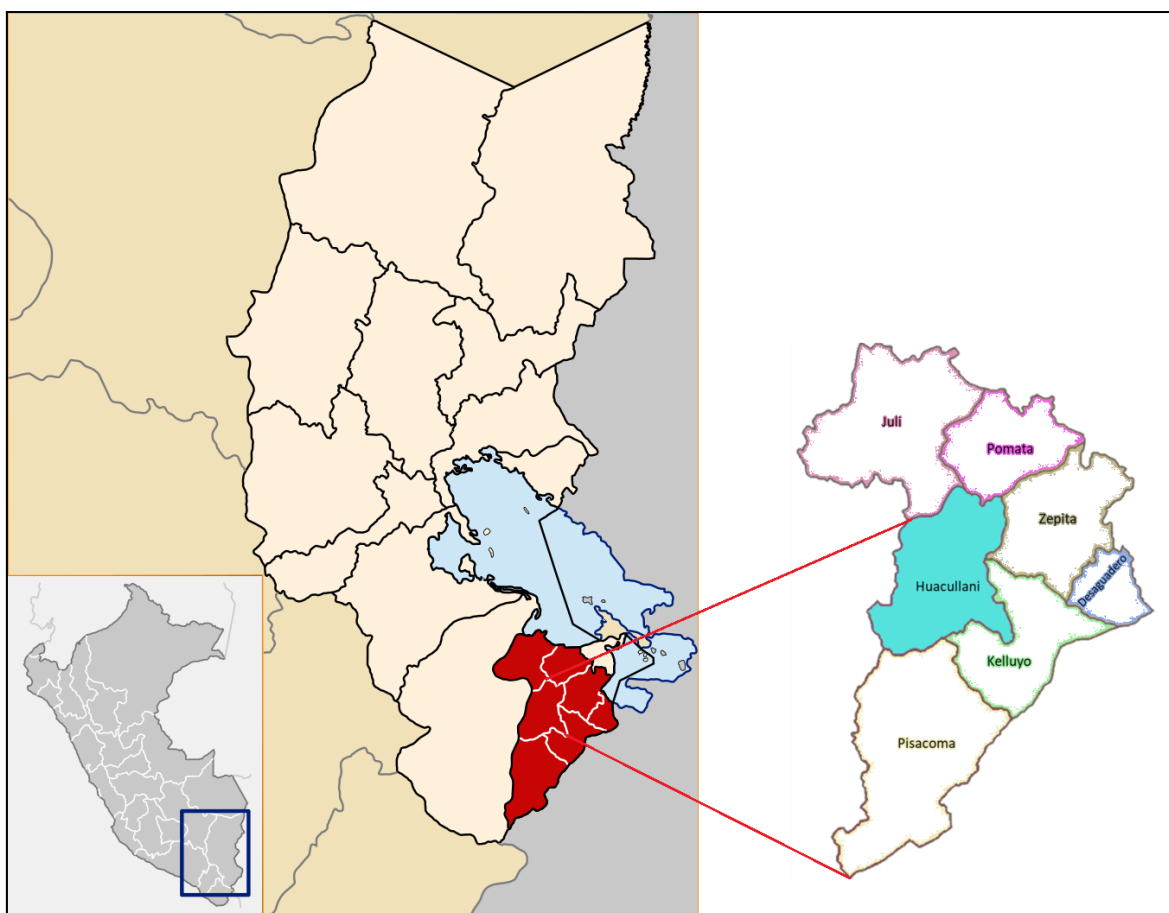 Juli
Pomata
Zepita
Desaguadero
Huacullani
Kelluyo
Pisacoma